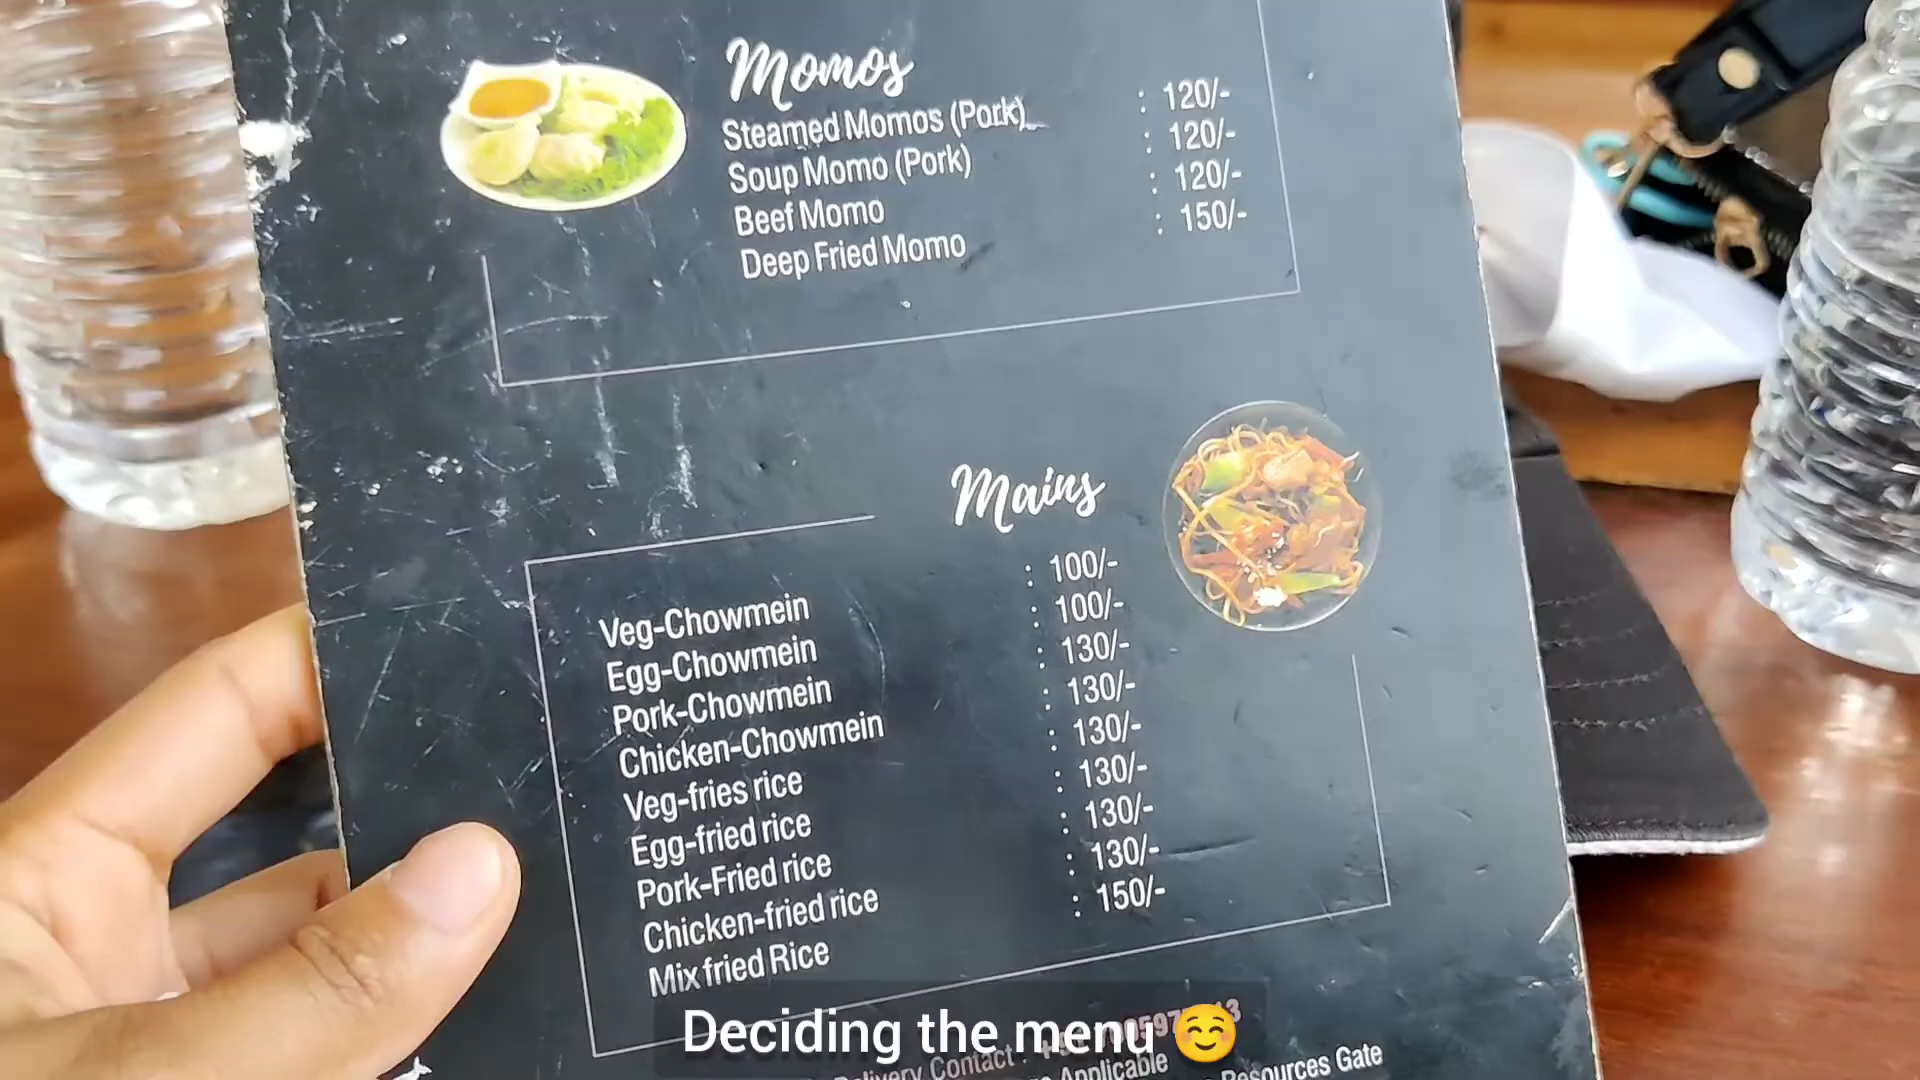 Momos
Steamed Momos (Pork) : 120/-
Soup Momo (Pork) : 120/-
Beef Momo : 120/-
Deep Fried Momo : 150/-
Mains
Veg-Chowmein : 100/-
Egg-Chowmein : 100/-
Pork-Chowmein : 130/-
Chicken-Chowmein : 130/-
Veg-fries rice : 130/-
Egg-fried rice : 130/-
Pork-Fried rice : 130/-
Chicken-fried rice : 130/-
Mix fried Rice : 150/-
Deciding the menu ☺️
Contact :
Applicable
Resources Gate